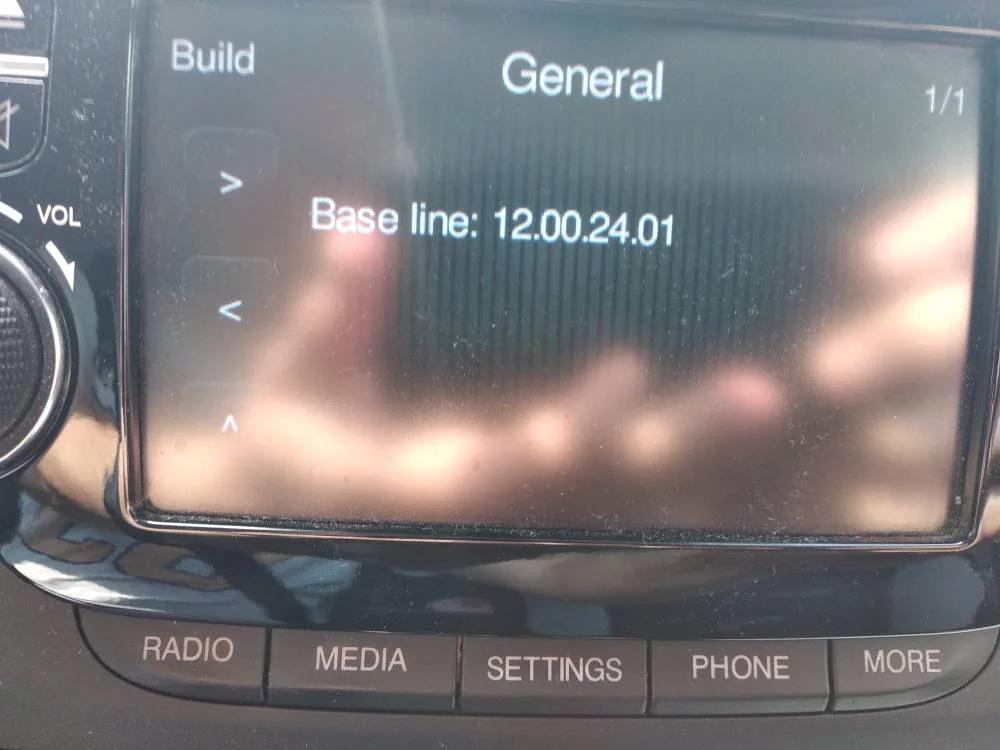 Build
General
1/1
>
VOL
Base line: 12.00.24.01
<
^
RADIO
MEDIA
SETTINGS
PHONE
MORE